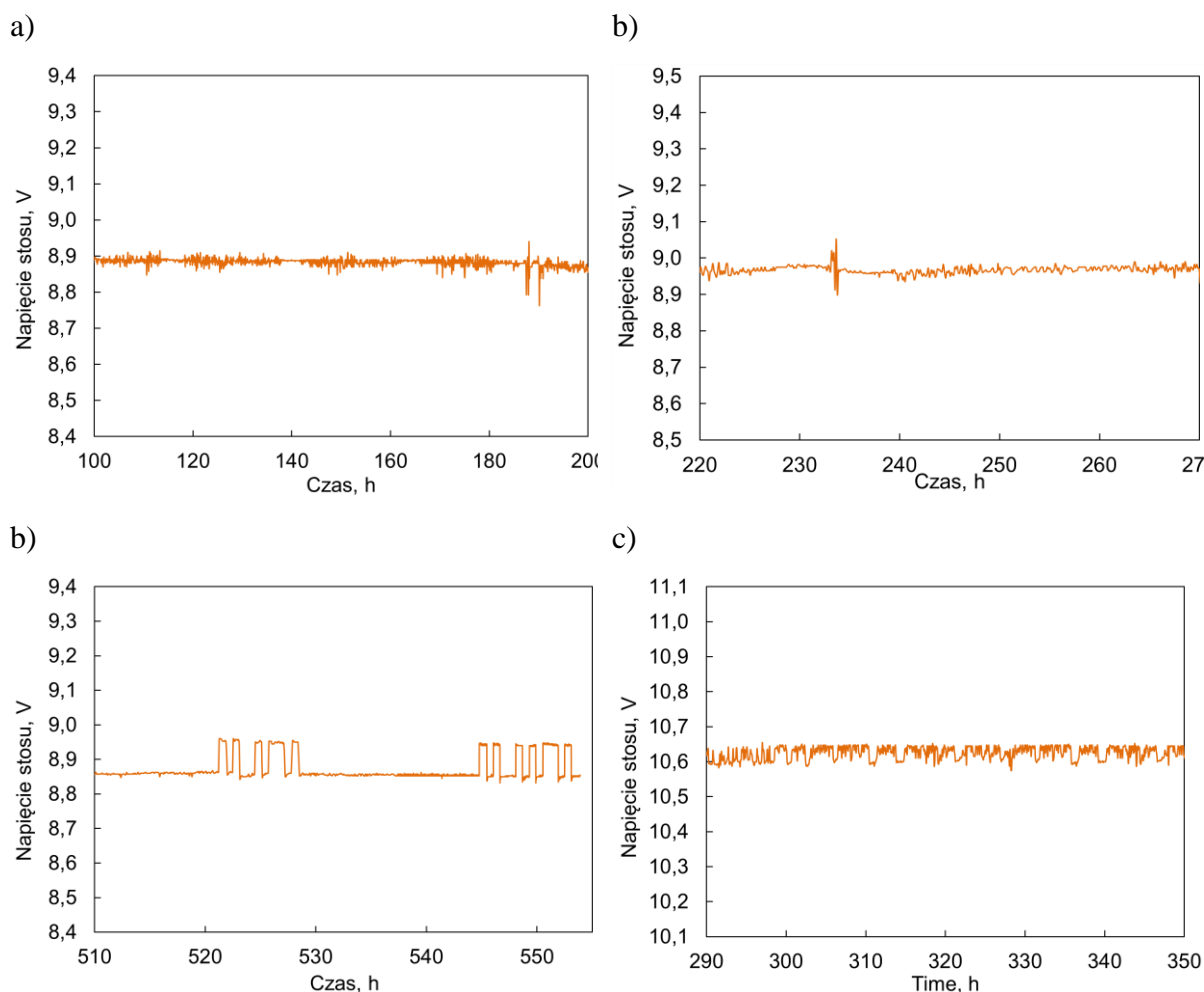 a)
b)
9,4
9,3
9,2
9,1
9,0
8,9
8,8
8,7
8,6
8,5
8,4
Napięcie stosu, V
100 120 140 160 180 200
Czas, h
9,5
9,4
9,3
9,2
9,1
9,0
8,9
8,8
8,7
8,6
8,5
Napięcie stosu, V
220 230 240 250 260 27
Czas, h
b)
c)
9,4
9,3
9,2
9,1
9,0
8,9
8,8
8,7
8,6
8,5
8,4
Napięcie stosu, V
510 520 530 540 550
Czas, h
11,1
11,0
10,9
10,8
10,7
10,6
10,5
10,4
10,3
10,2
10,1
Napięcie stosu, V
290 300 310 320 330 340 350
Time, h